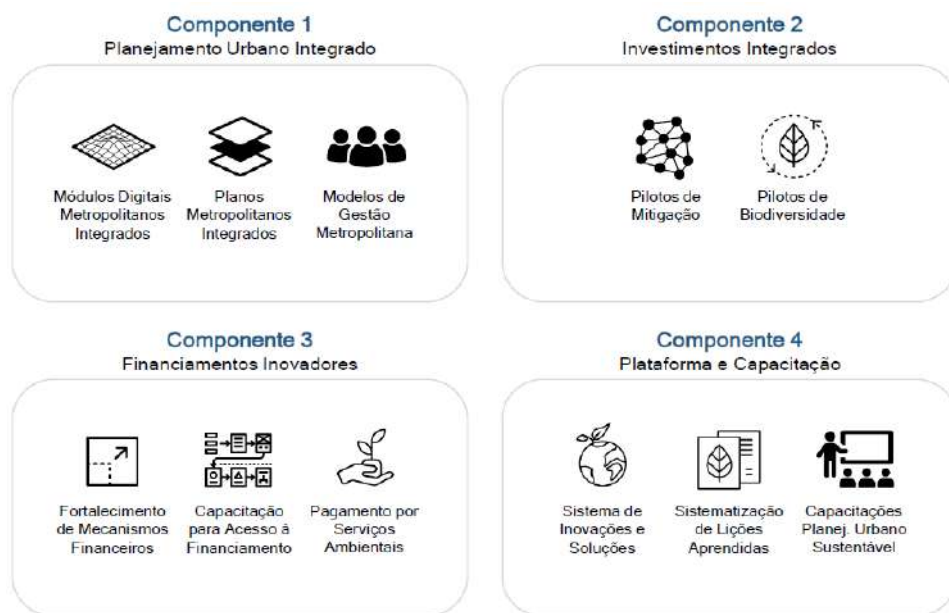 Componente 1
Planejamento Urbano Integrado
Módulos Digitais
Metropolitanos
Integrados
Planos
Metropolitanos
Integrados
Modelos de
Gestão
Metropolitana
Componente 2
Investimentos Integrados
Pilotos de
Mitigação
Pilotos de
Biodiversidade
Componente 3
Financiamentos Inovadores
Fortalecimento
de Mecanismos
Financeiros
Capacitação
para Acesso à
Financiamento
Pagamento por
Serviços
Ambientais
Componente 4
Plataforma e Capacitação
Sistema de
Inovações e
Soluções
Sistematização
de Lições
Aprendidas
Capacitações
Planej. Urbano
Sustentável